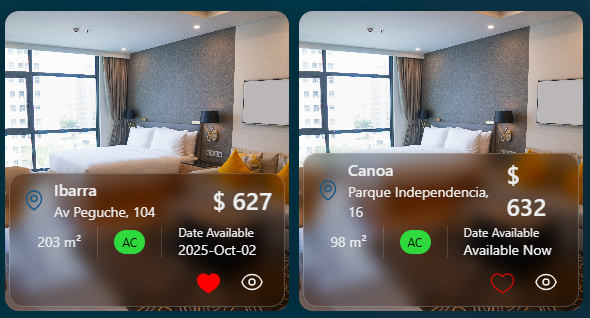 Ibarra
Av Peguche, 104
$ 627
203 m²
AC
Date Available
2025-Oct-02
Canoa
Parque Independencia,
16
$
632
98 m²
AC
Date Available
Available Now